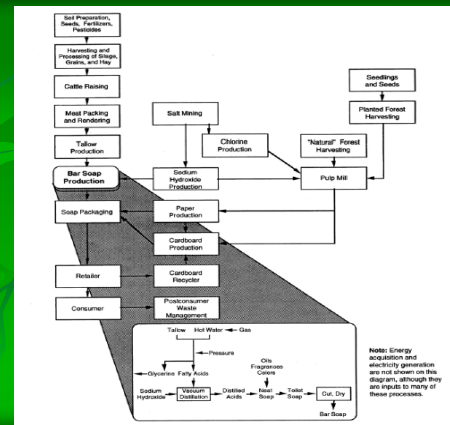 Soil Preparation,
Seeds, Fertilizers,
Pesticides
Harvesting and
Processing of Silage,
Grains, and Hay
Cattle Raising
Meat Packing
and Rendering
Tallow
Production
Bar Soap
Production
Soap Packaging
Retailer
Consumer
Salt Mining
Chlorine
Production
Sodium
Hydroxide
Production
Paper
Production
Cardboard
Production
Cardboard
Recycler
Postconsumer
Waste
Management
Seedlings
and Seeds
Planted Forest
Harvesting
"Natural" Forest
Harvesting
Pulp Mill
Tallow Hot Water Gas
Pressure
Glycerine Fatty Acids
Oils
Fragrances
Colors
Sodium
Hydroxide
Vacuum
Distillation
Distilled
Acids
Neat
Soap
Toilet
Soap
Cut, Dry
Bar Soap
Note: Energy
acquisition and
electricity generation
are not shown on this
diagram, although they
are inputs to many of
these processes.